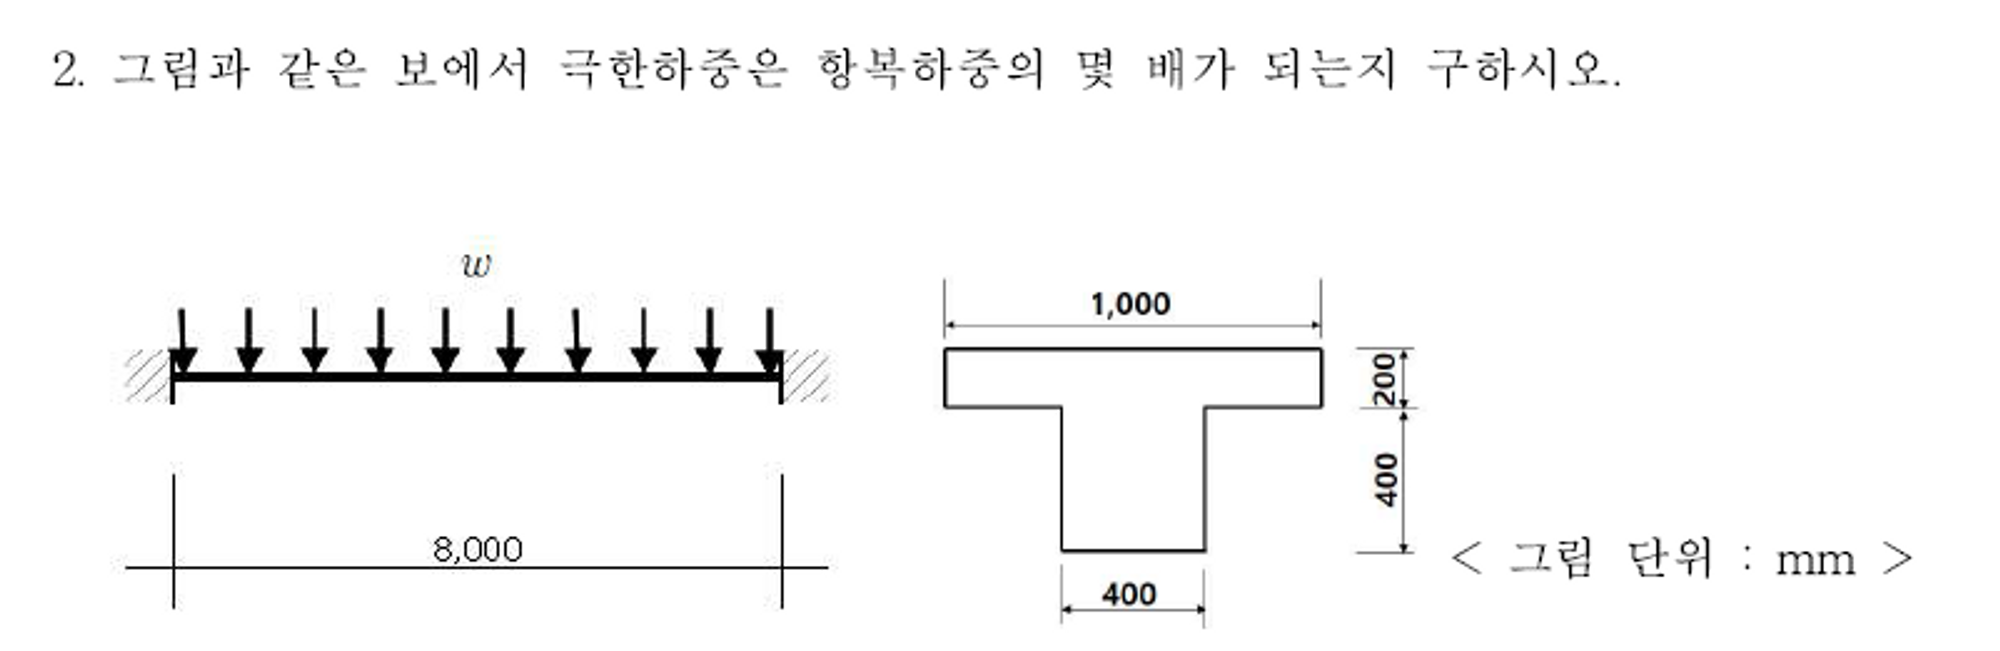 2. 그림과 같은 보에서 극한하중은 항복하중의 몇 배가 되는지 구하시오.
w
1,000
200
400
8,000
400
< 그림 단위 : mm >